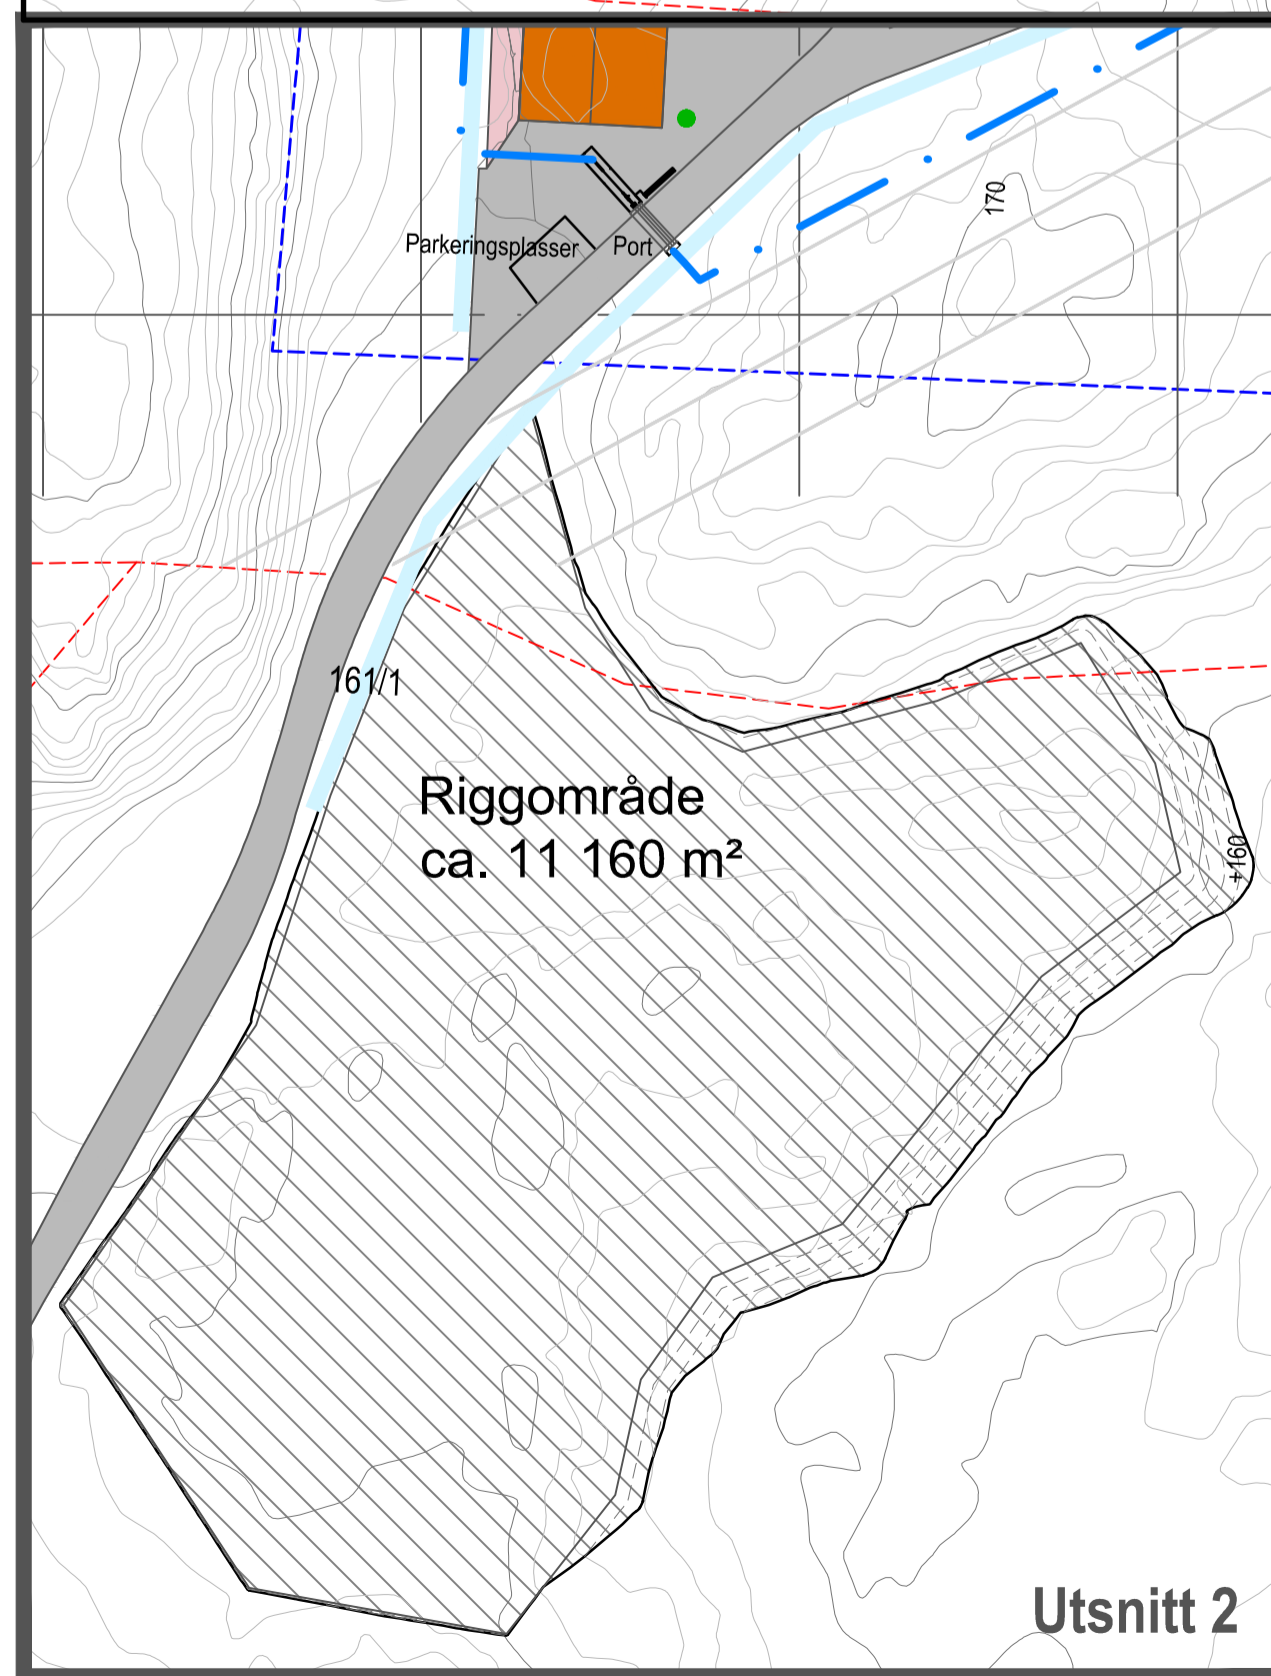 170
Parkeringsplasser
Port
161/1
Riggområde
ca. 11 160 m²
+160
Utsnitt 2